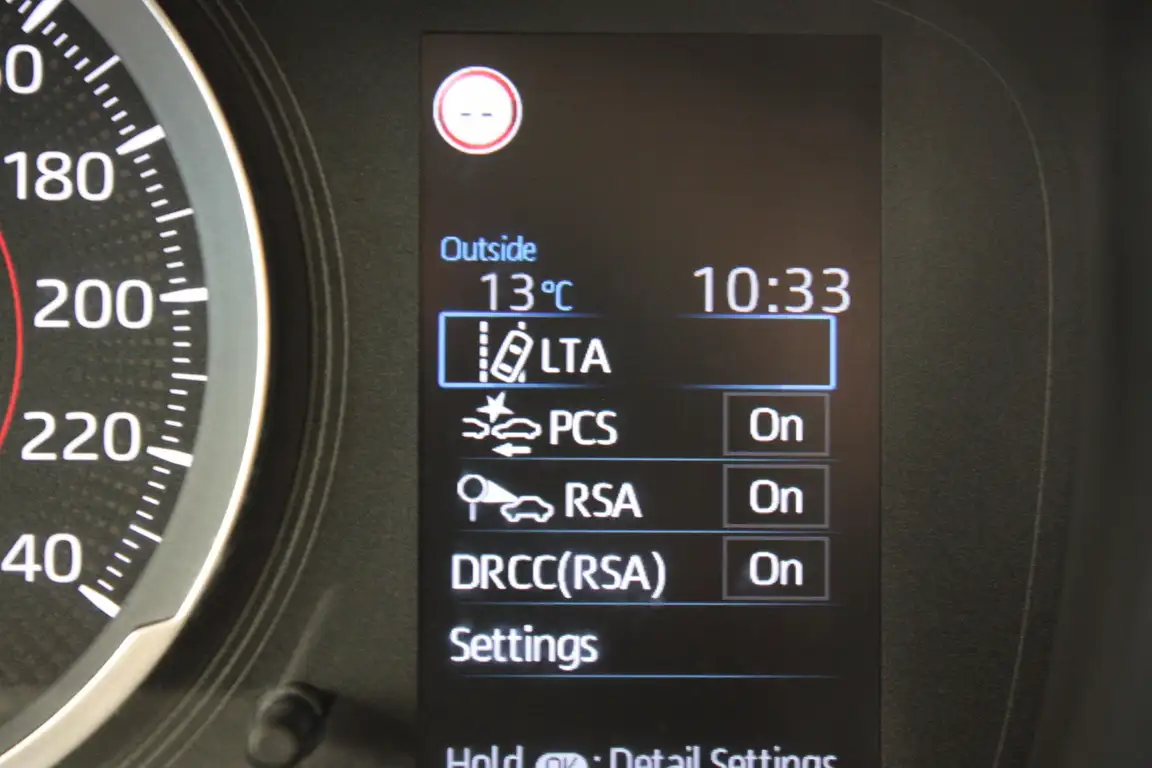 180
200
220
40
--
Outside
13°C 10:33
LTA
PCS On
RSA On
DRCC(RSA) On
Settings
Hold OK : Detail Settings